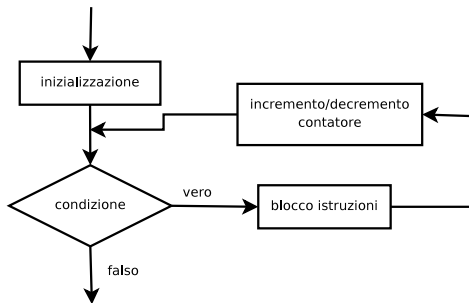 inizializzazione
incremento/decremento
contatore
condizione
vero
blocco istruzioni
falso